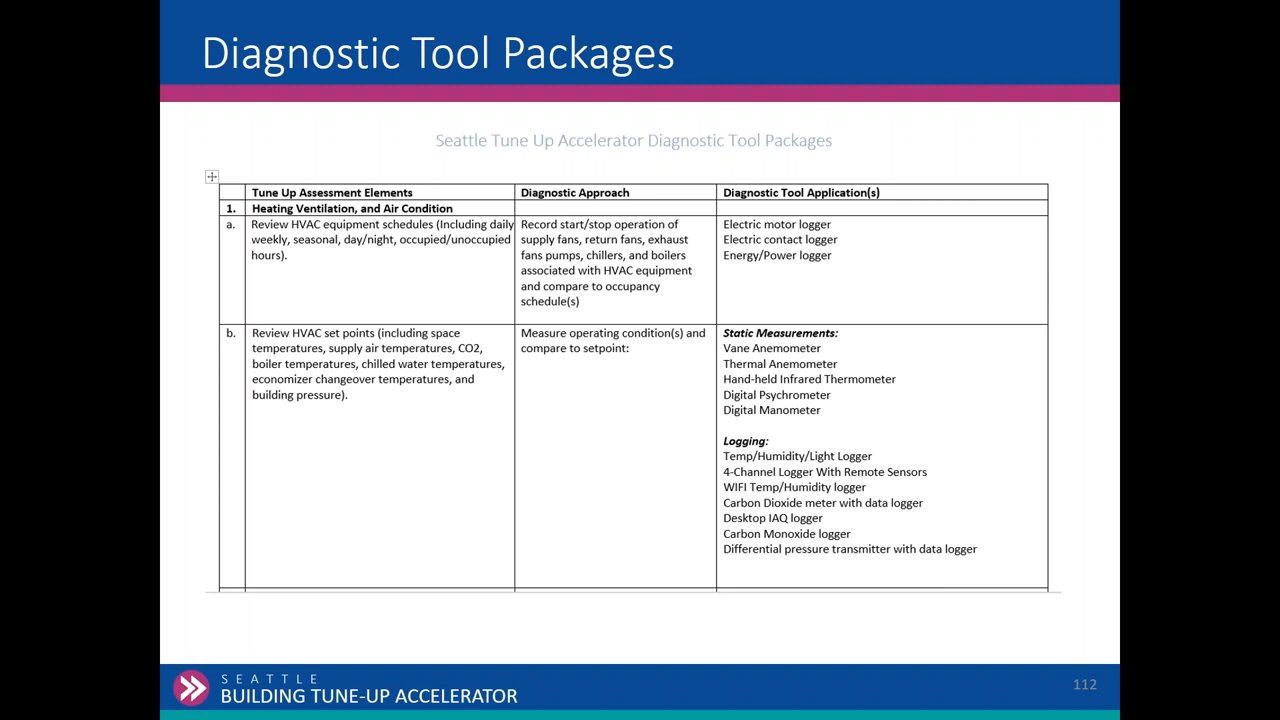 Diagnostic Tool Packages
Seattle Tune Up Accelerator Diagnostic Tool Packages
Tune Up Assessment Elements
Diagnostic Approach
Diagnostic Tool Application(s)
1.
Heating Ventilation, and Air Condition
a.
Review HVAC equipment schedules (Including daily
weekly, seasonal, day/night, occupied/unoccupied
hours).
Record start/stop operation of
supply fans, return fans, exhaust
fans pumps, chillers, and boilers
associated with HVAC equipment
and compare to occupancy
schedule(s)
Electric motor logger
Electric contact logger
Energy/Power logger
b.
Review HVAC set points (including space
temperatures, supply air temperatures, CO2,
boiler temperatures, chilled water temperatures,
economizer changeover temperatures, and
building pressure).
Measure operating condition(s) and
compare to setpoint:
Static Measurements:
Vane Anemometer
Thermal Anemometer
Hand-held Infrared Thermometer
Digital Psychrometer
Digital Manometer
Logging:
Temp/Humidity/Light Logger
4-Channel Logger With Remote Sensors
WIFI Temp/Humidity logger
Carbon Dioxide meter with data logger
Desktop IAQ logger
Carbon Monoxide logger
Differential pressure transmitter with data logger
SEATTLE
BUILDING TUNE-UP ACCELERATOR
112